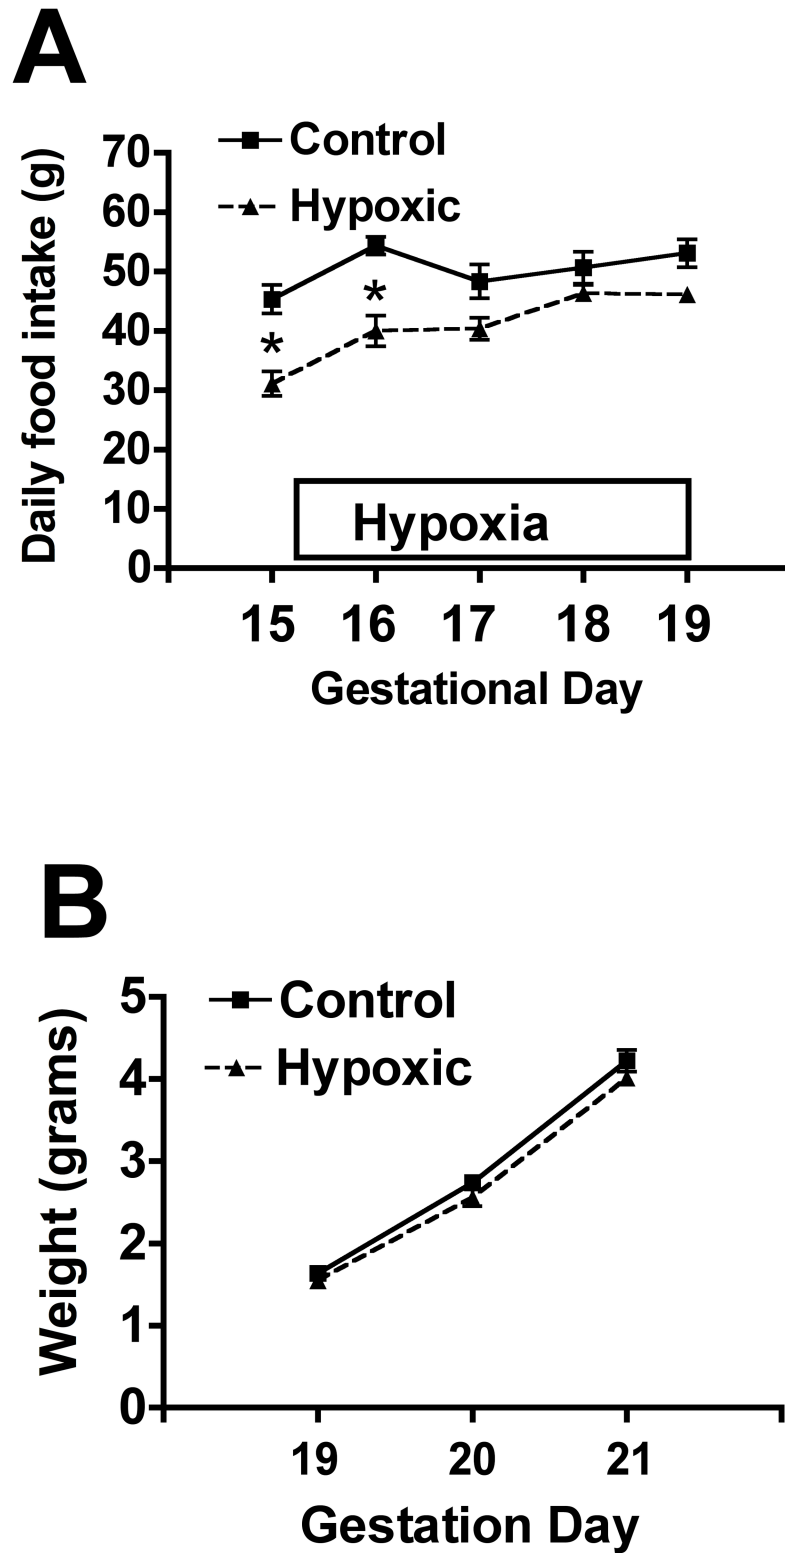 A
Control
Hypoxic
Daily food intake (g)
70
60
50
40
30
20
10
0
*
*
Hypoxia
15 16 17 18 19
Gestational Day
B
Control
Hypoxic
Weight (grams)
5
4
3
2
1
0
19 20 21
Gestation Day